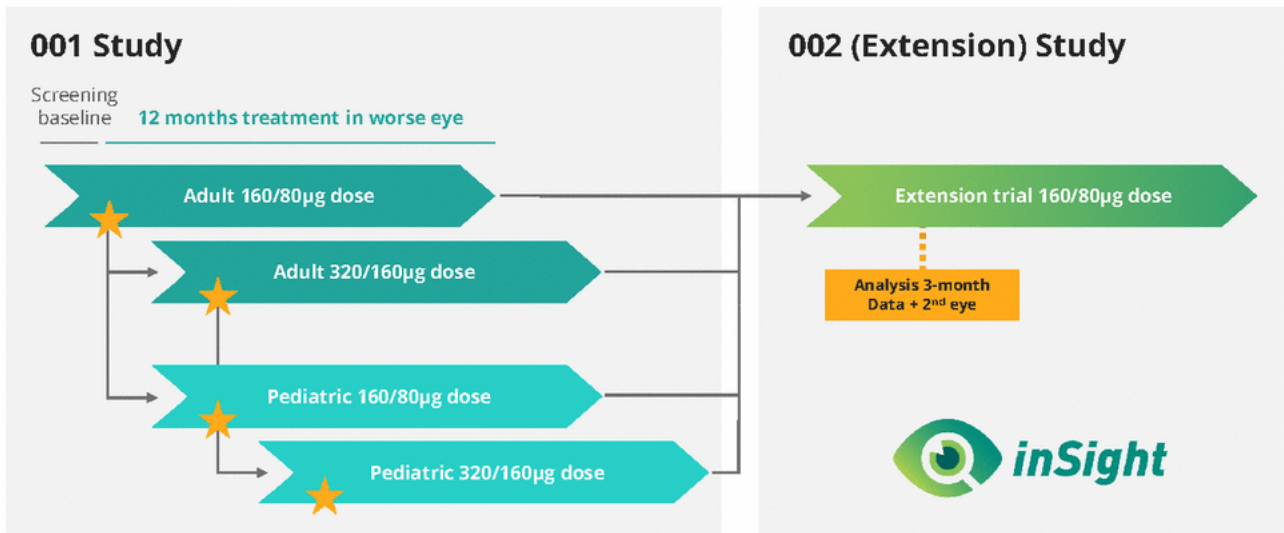 001 Study
Screening
baseline
12 months treatment in worse eye
Adult 160/80µg dose
Adult 320/160µg dose
Pediatric 160/80µg dose
Pediatric 320/160µg dose
002 (Extension) Study
Extension trial 160/80µg dose
Analysis 3-month
Data + 2nd eye
inSight